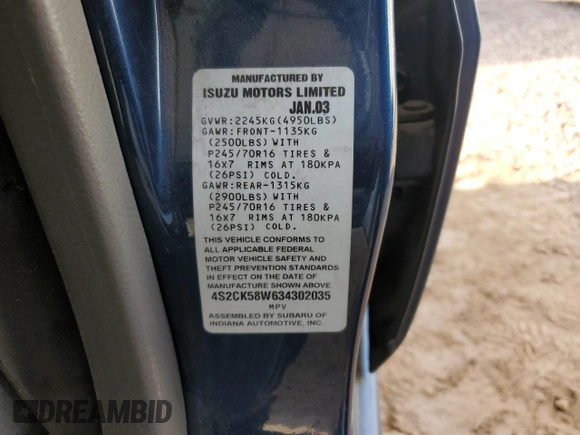 MANUFACTURED BY
ISUZU MOTORS LIMITED
JAN.03
GVWR:2245KG(4950LBS)
GAWR:FRONT-1135KG
(2500LBS)WITH
P245/70R16 TIRES &
16x7 RIMS AT 180KPA
(26PSI) COLD.
GAWR:REAR-1315KG
(2900LBS)WITH
P245/70R16 TIRES &
16x7 RIMS AT 180KPA
(26PSI) COLD.
THIS VEHICLE CONFORMS TO
ALL APPLICABLE FEDERAL
MOTOR VEHICLE SAFETY AND
THEFT PREVENTION STANDARDS
IN EFFECT ON THE DATE OF
MANUFACTURE SHOWN ABOVE
4S2CK58W634302035
MPV
ASSEMBLED BY SUBARU OF
INDIANA AUTOMOTIVE, INC.
DREAMBID